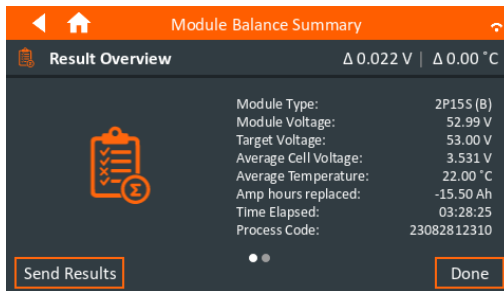 Module Balance Summary
Result Overview
Δ 0.022 V | Δ 0.00 °C
Module Type: 2P15S (B)
Module Voltage: 52.99 V
Target Voltage: 53.00 V
Average Cell Voltage: 3.531 V
Average Temperature: 22.00 °C
Amp hours replaced: -15.50 Ah
Time Elapsed: 03:28:25
Process Code: 23082812310
Σ
Send Results
Done